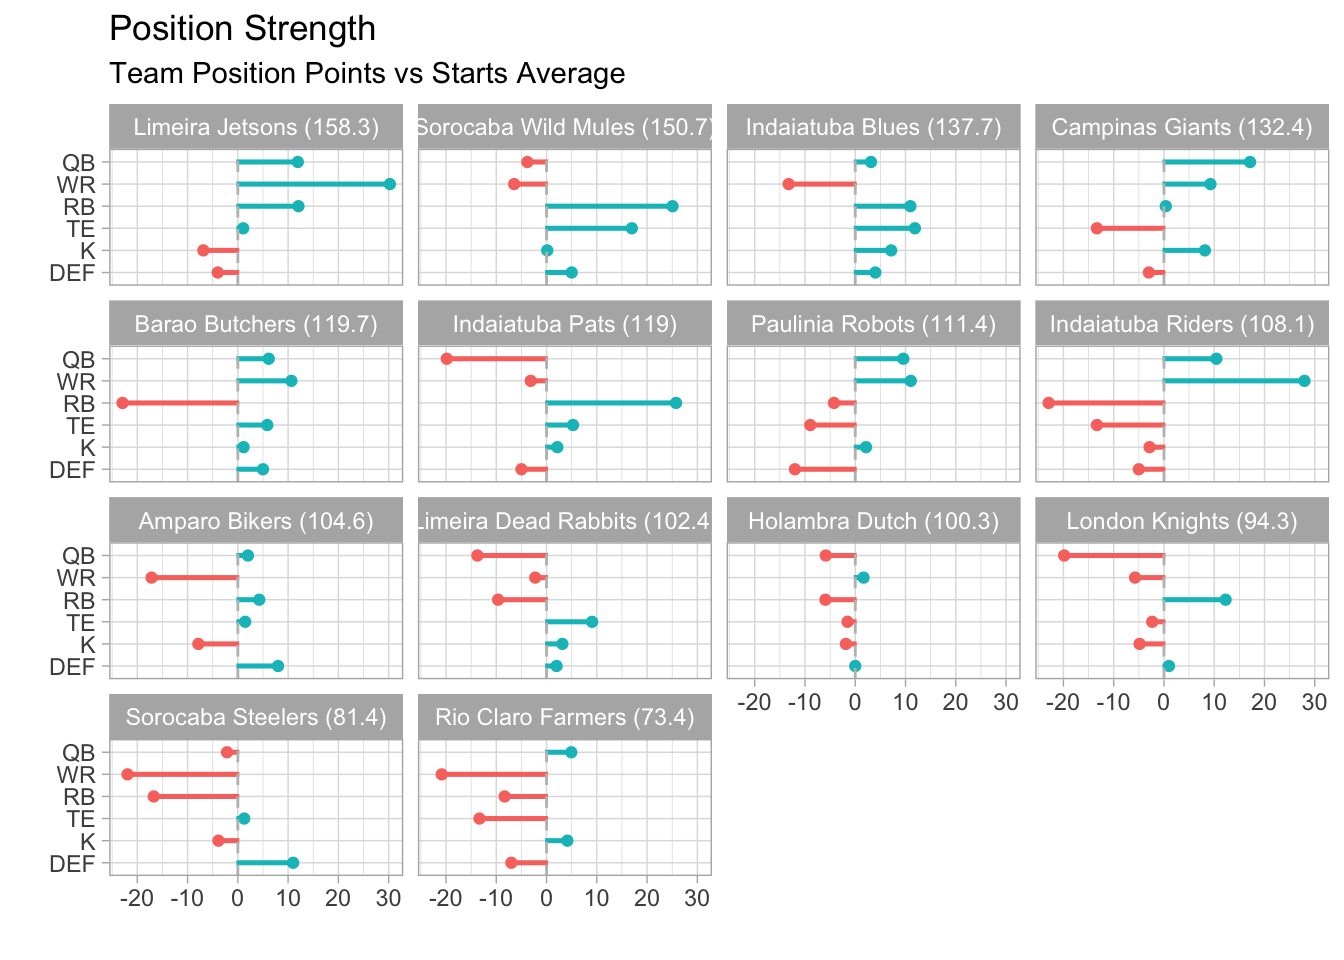 Position Strength
Team Position Points vs Starts Average
Limeira Jetsons (158.3)
Sorocaba Wild Mules (150.7)
Indaiatuba Blues (137.7)
Campinas Giants (132.4)
QB
WR
RB
TE
K
DEF
Barao Butchers (119.7)
Indaiatuba Pats (119)
Paulinia Robots (111.4)
Indaiatuba Riders (108.1)
QB
WR
RB
TE
K
DEF
Amparo Bikers (104.6)
Limeira Dead Rabbits (102.4
Holambra Dutch (100.3)
London Knights (94.3)
QB
WR
RB
TE
K
DEF
-20 -10 0 10 20 30
-20 -10 0 10 20 30
Sorocaba Steelers (81.4)
Rio Claro Farmers (73.4)
QB
WR
RB
TE
K
DEF
-20 -10 0 10 20 30
-20 -10 0 10 20 30